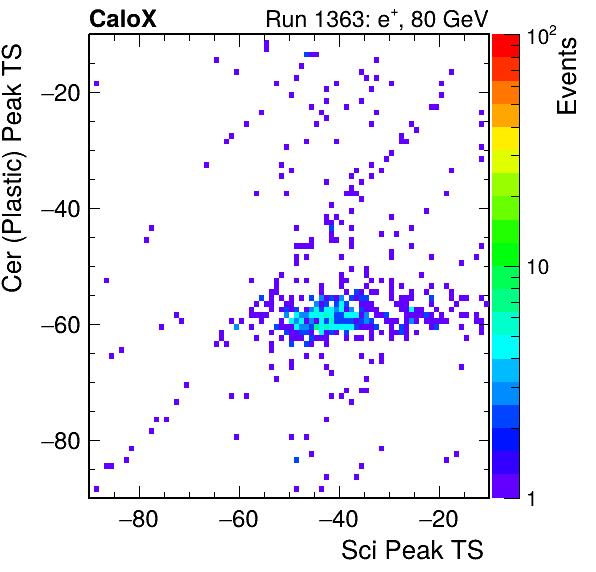 CaloX Run 1363: e+, 80 GeV
10²
Events
Cer (Plastic) Peak TS
−20
−40
10
−60
−80
1
−80 −60 −40 −20
Sci Peak TS